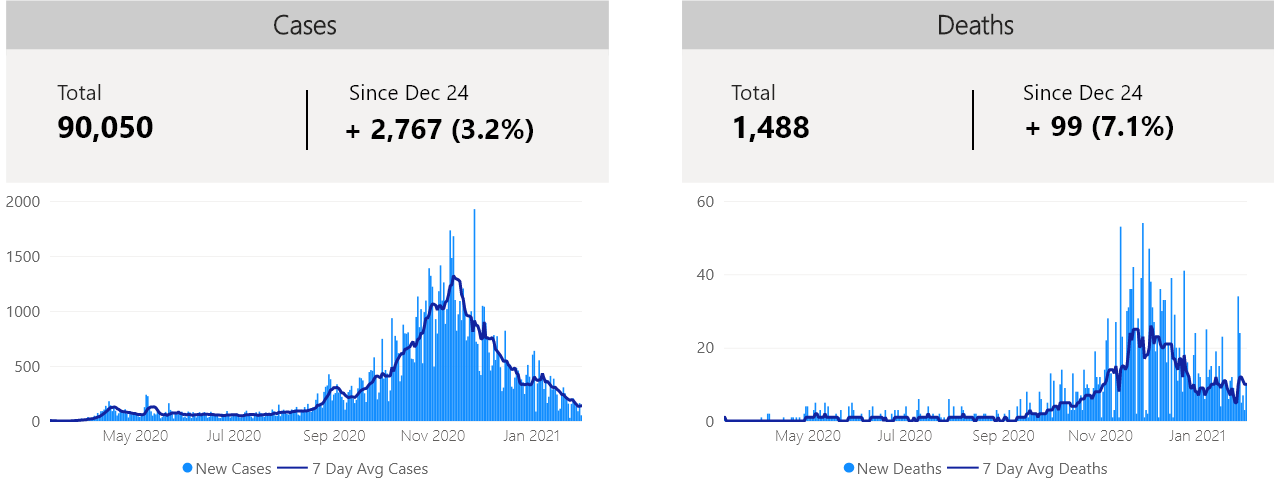 Cases
Total
90,050
Since Dec 24
+ 2,767 (3.2%)
2000
1500
1000
500
0
May 2020
Jul 2020
Sep 2020
Nov 2020
Jan 2021
New Cases
7 Day Avg Cases
Deaths
Total
1,488
Since Dec 24
+ 99 (7.1%)
60
40
20
0
May 2020
Jul 2020
Sep 2020
Nov 2020
Jan 2021
New Deaths
7 Day Avg Deaths